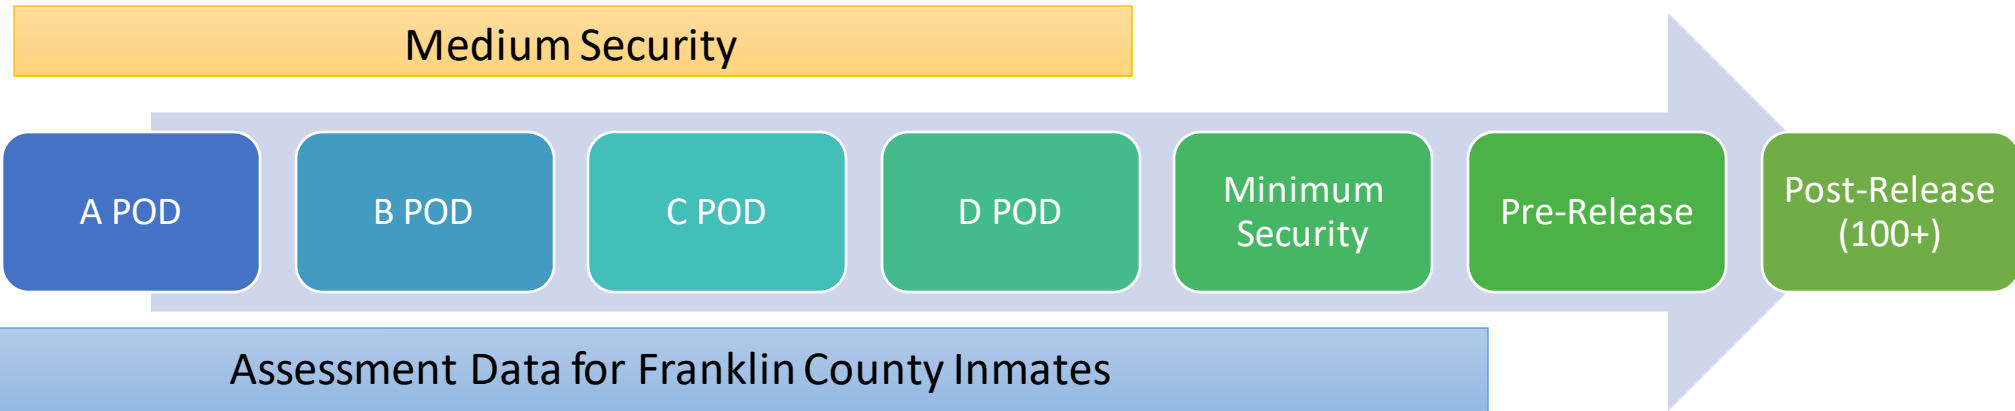 Medium Security
A POD
B POD
C POD
D POD
Minimum
Security
Pre-Release
Post-Release
(100+)
Assessment Data for Franklin County Inmates